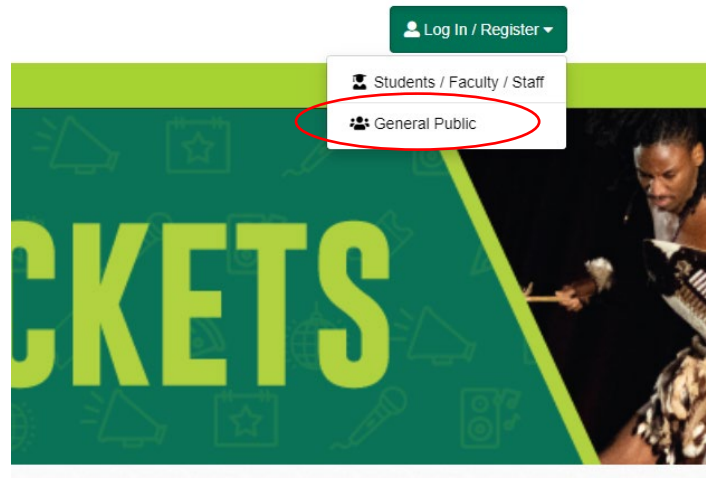 Log In / Register
Students / Faculty / Staff
General Public
CKETS